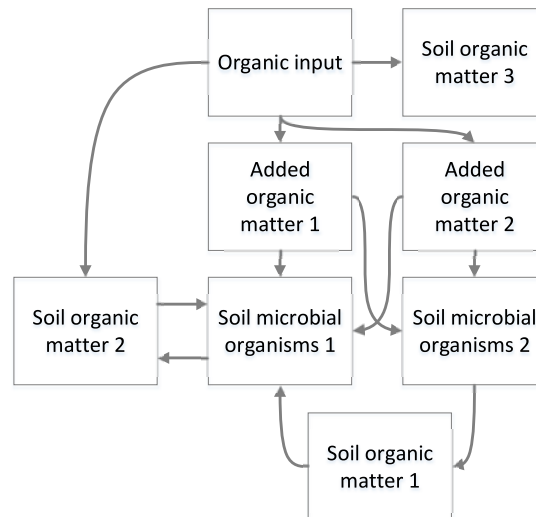 Organic input
Soil organic
matter 3
Added
organic
matter 1
Added
organic
matter 2
Soil organic
matter 2
Soil microbial
organisms 1
Soil microbial
organisms 2
Soil organic
matter 1